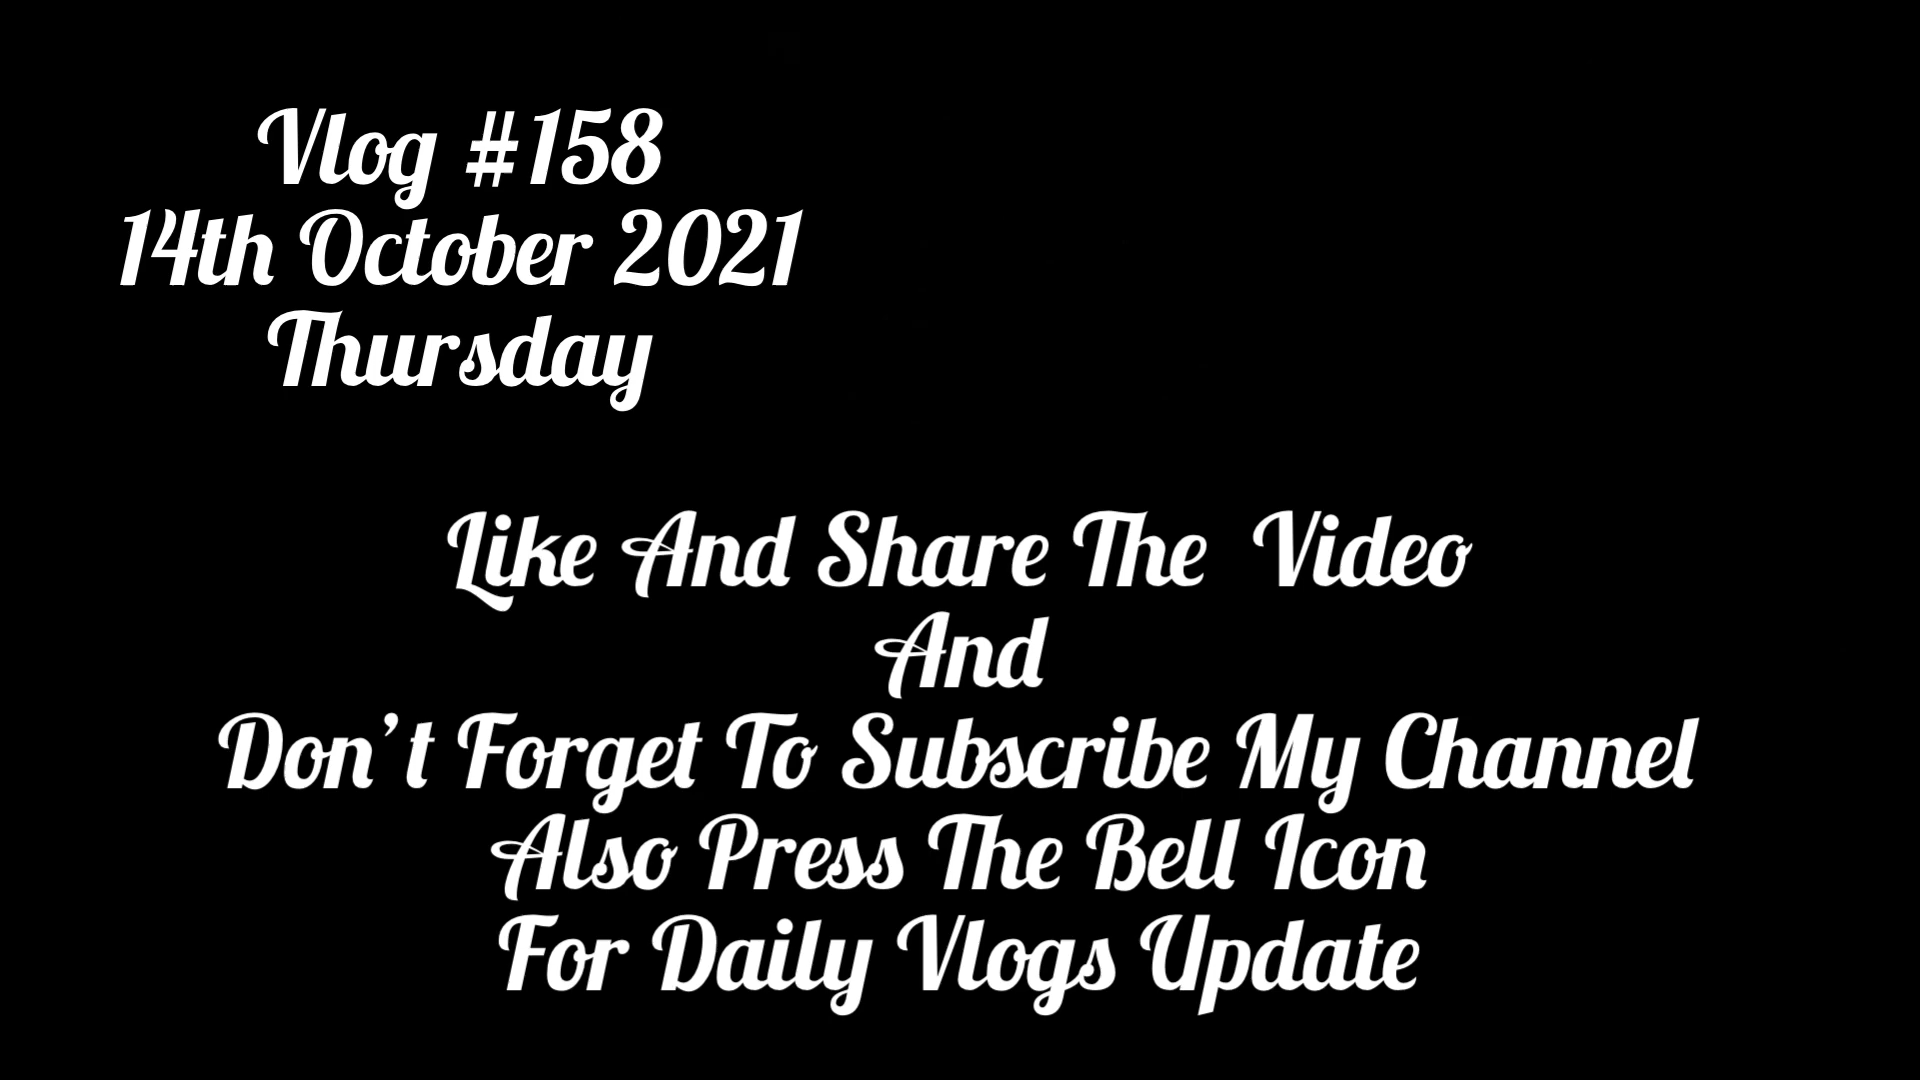 Vlog #158
14th October 2021
Thursday
Like And Share The Video
And
Don't Forget To Subscribe My Channel
Also Press The Bell Icon
For Daily Vlogs Update